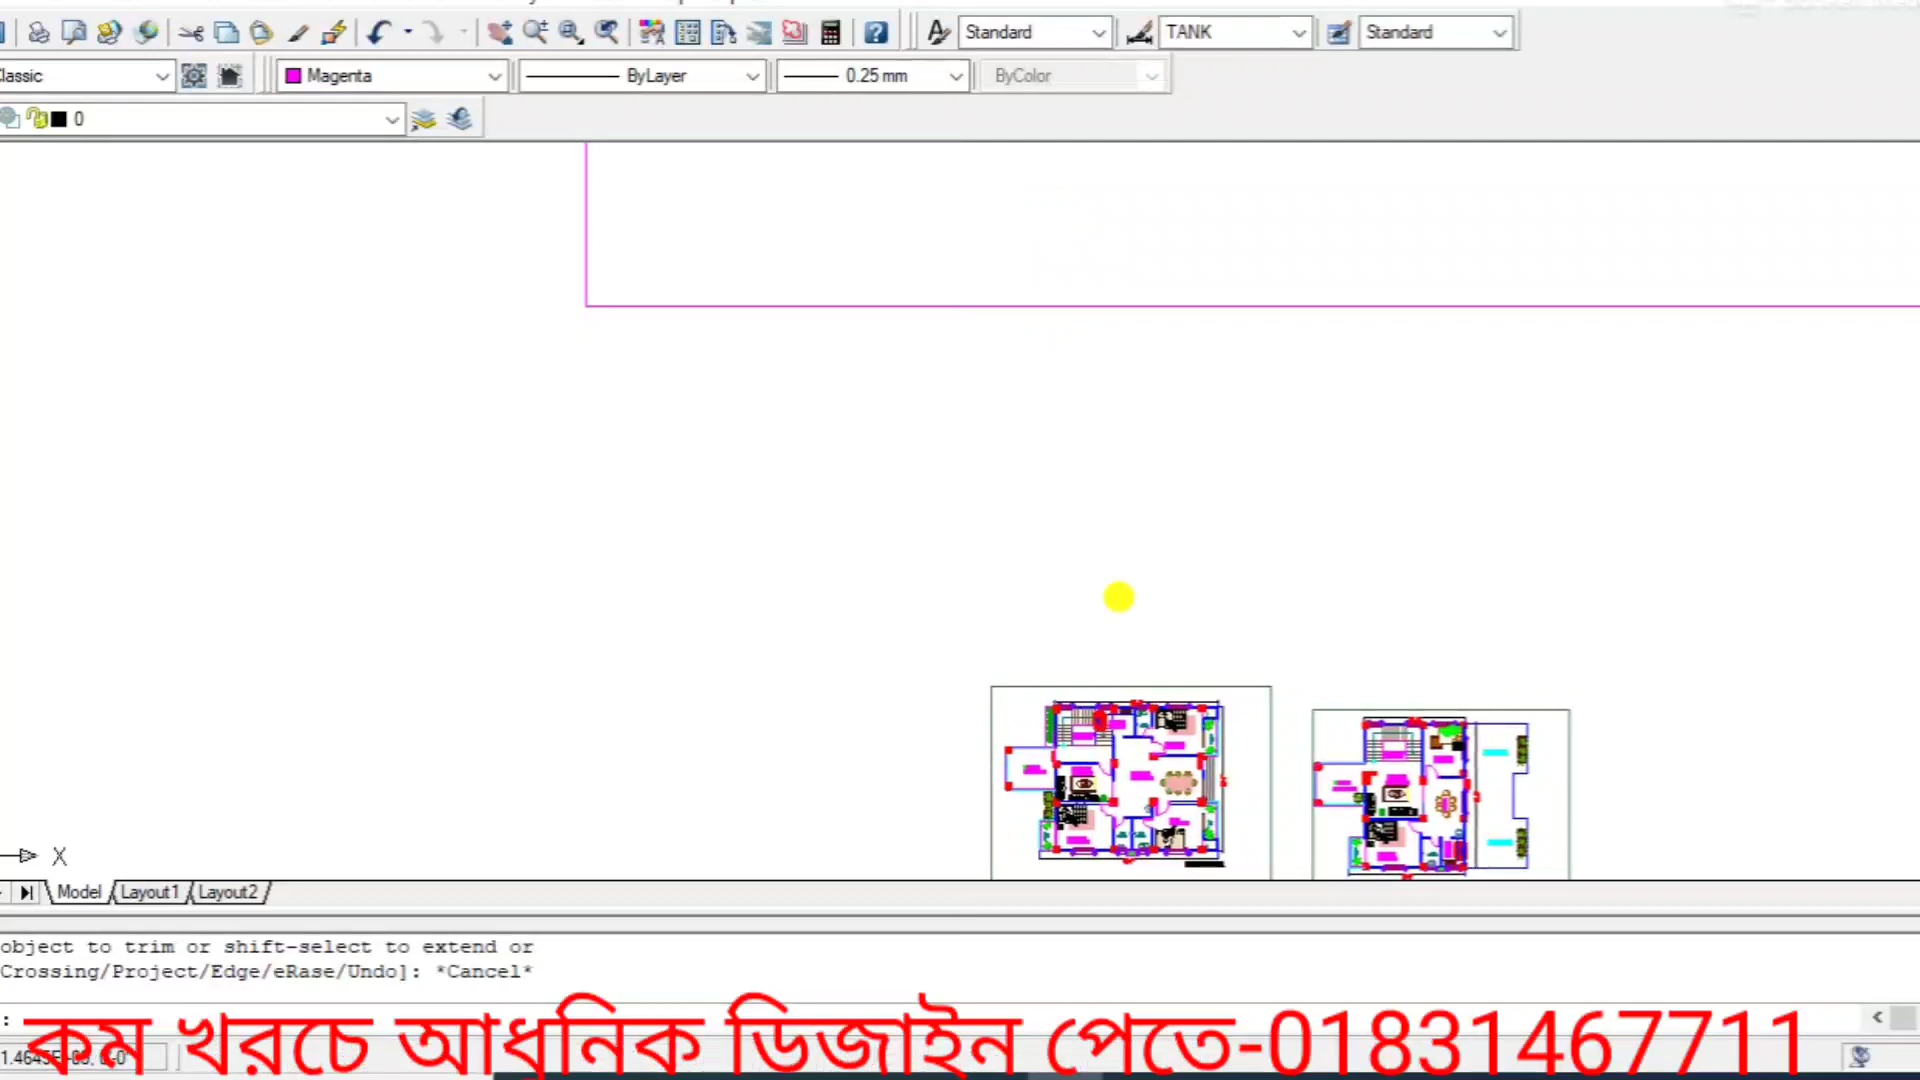 Standard
TANK
Standard
lassic
Magenta
ByLayer
0.25 mm
ByColor
0
X
Model
Layout1
Layout2
object to trim or shift-select to extend or
Crossing/Project/Edge/eRase/Undo]: *Cancel*
:
কম খরচে আধুনিক ডিজাইন পেতে-01831467711